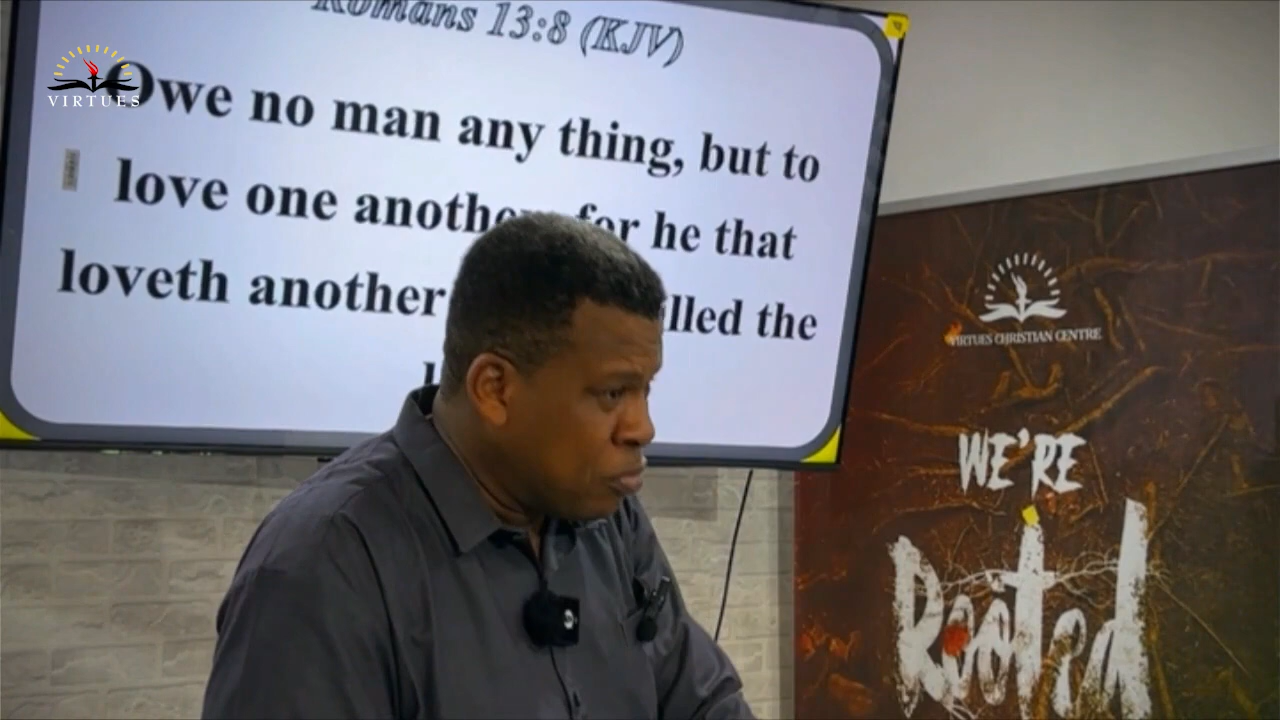 Romans 13:8 (KJV)
Owe no man any thing, but to
love one another for he that
loveth another illed the
VIRTUES
VIRTUES CHRISTIAN CENTRE
WE'RE
Rooted